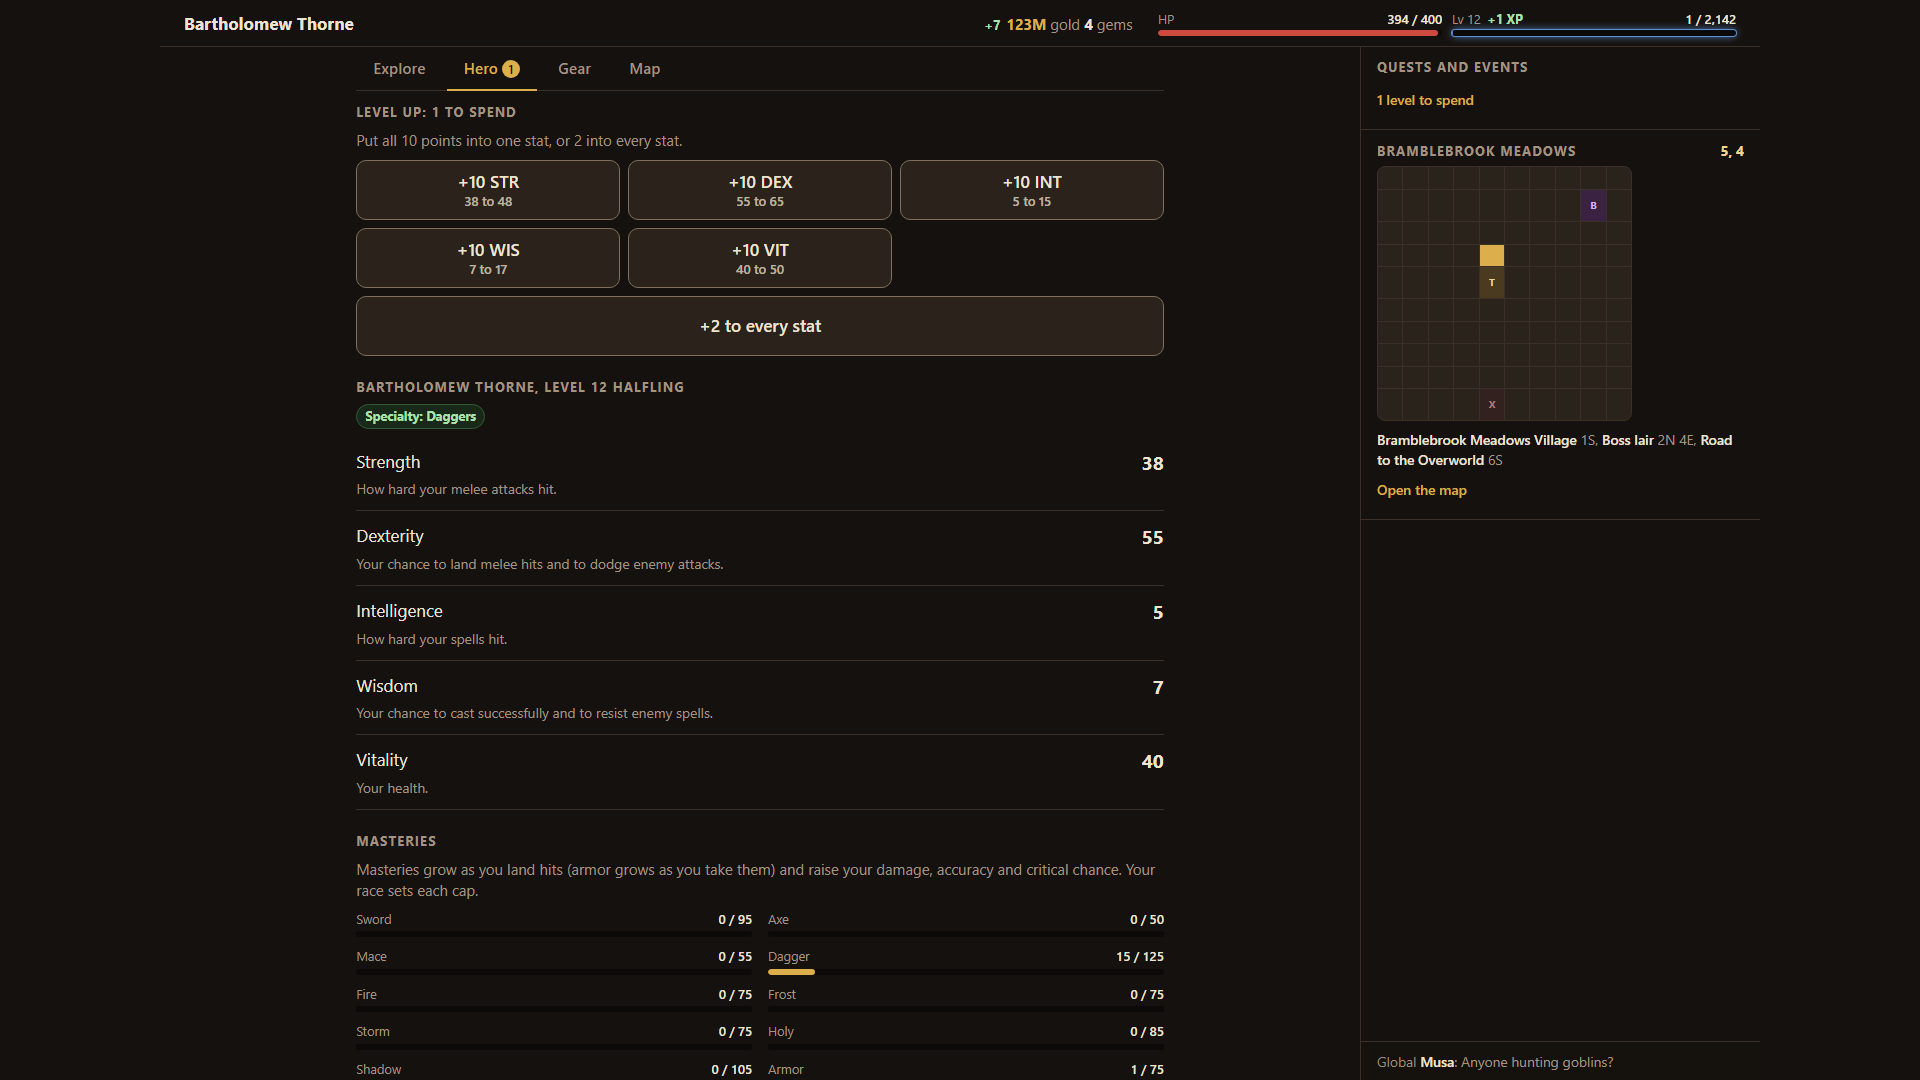 Bartholomew Thorne
+7 123M gold 4 gems
HP 394 / 400
Lv 12 +1 XP 1 / 2,142
Explore Hero 1 Gear Map
LEVEL UP: 1 TO SPEND
Put all 10 points into one stat, or 2 into every stat.
+10 STR
38 to 48
+10 DEX
55 to 65
+10 INT
5 to 15
+10 WIS
7 to 17
+10 VIT
40 to 50
+2 to every stat
BARTHOLOMEW THORNE, LEVEL 12 HALFLING
Specialty: Daggers
Strength 38
How hard your melee attacks hit.
Dexterity 55
Your chance to land melee hits and to dodge enemy attacks.
Intelligence 5
How hard your spells hit.
Wisdom 7
Your chance to cast successfully and to resist enemy spells.
Vitality 40
Your health.
MASTERIES
Masteries grow as you land hits (armor grows as you take them) and raise your damage, accuracy and critical chance. Your
race sets each cap.
Sword 0 / 95
Axe 0 / 50
Mace 0 / 55
Dagger 15 / 125
Fire 0 / 75
Frost 0 / 75
Storm 0 / 75
Holy 0 / 85
Shadow 0 / 105
Armor 1 / 75
QUESTS AND EVENTS
1 level to spend
BRAMBLEBROOK MEADOWS 5, 4
B
T
X
Bramblebrook Meadows Village 1S, Boss lair 2N 4E, Road
to the Overworld 6S
Open the map
Global Musa: Anyone hunting goblins?